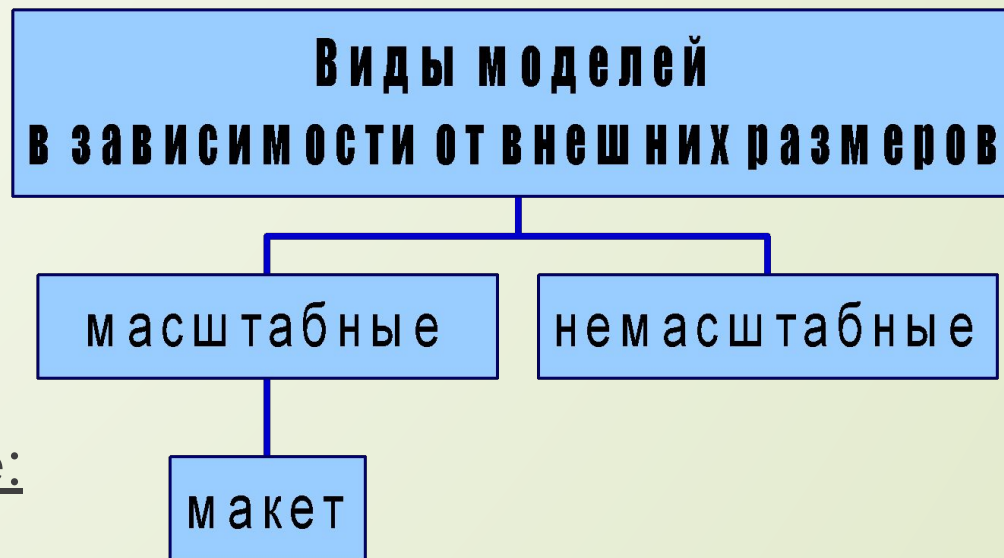 Виды моделей
в зависимости от внешних размеров
масштабные
немасштабные
е:
макет